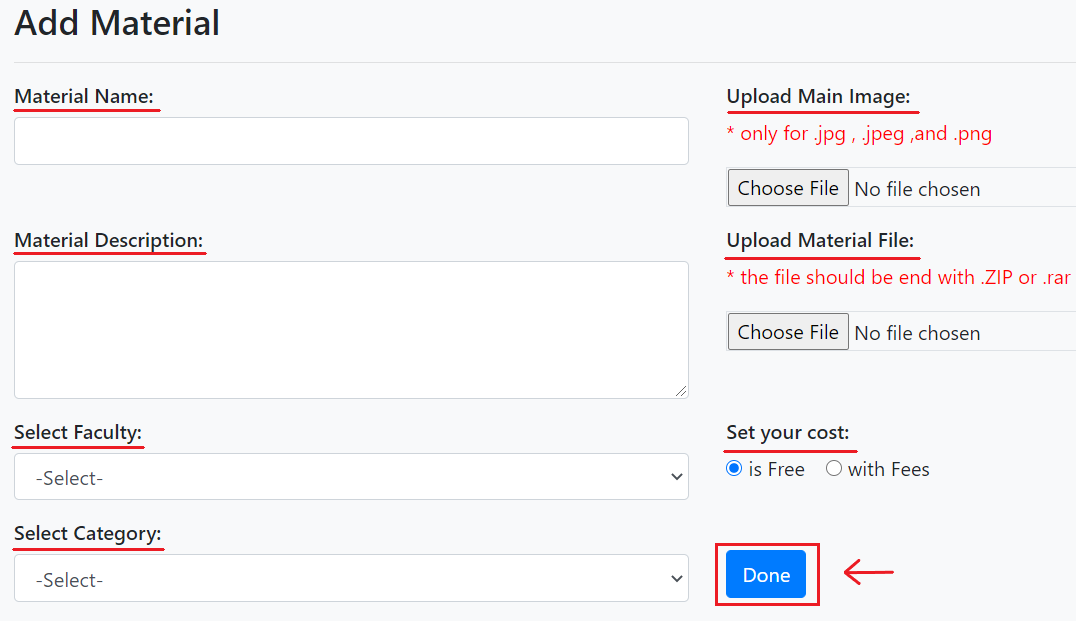 Add Material
Material Name:
Upload Main Image:
* only for .jpg , .jpeg ,and .png
Choose File No file chosen
Material Description:
Upload Material File:
* the file should be end with .ZIP or .rar
Choose File No file chosen
Select Faculty:
-Select-
Set your cost:
is Free with Fees
Select Category:
-Select-
Done